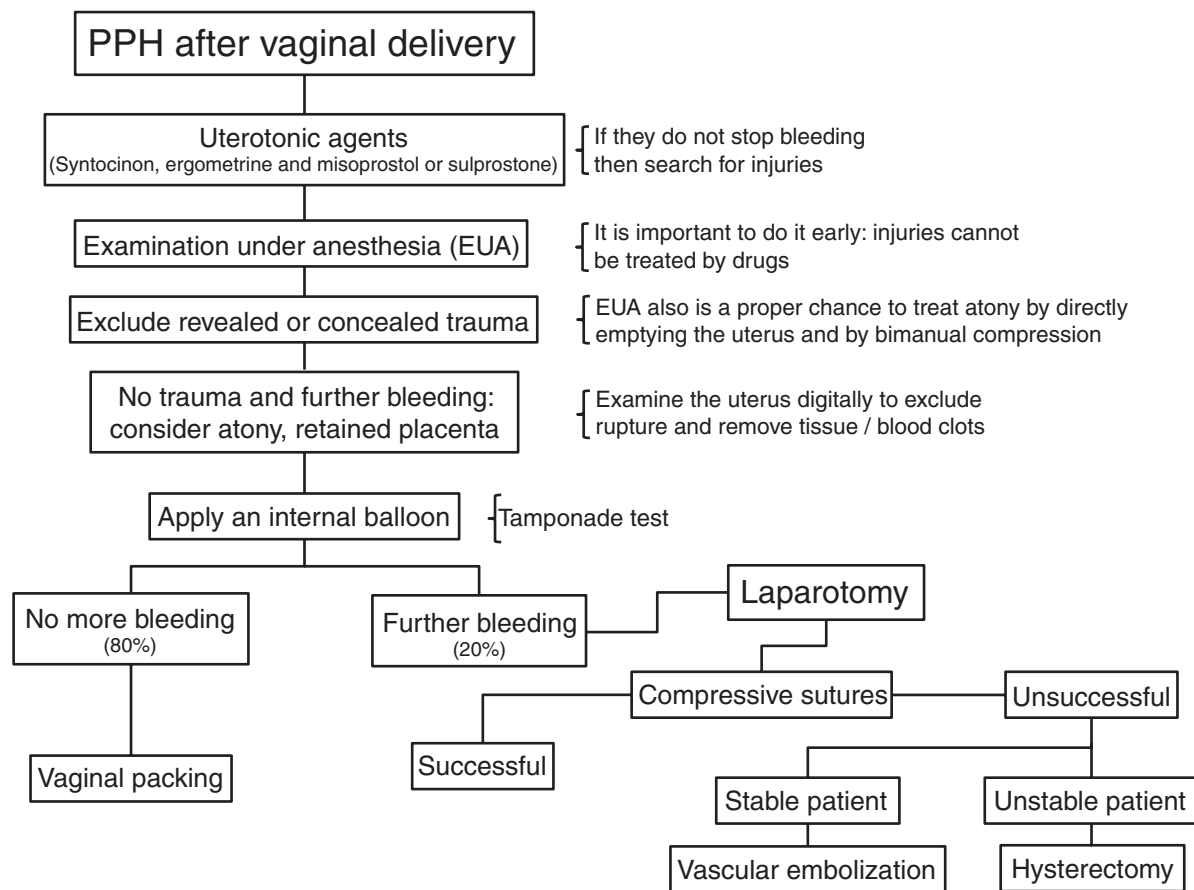 PPH after vaginal delivery
Uterotonic agents
(Syntocinon, ergometrine and misoprostol or sulprostone)
If they do not stop bleeding
then search for injuries
Examination under anesthesia (EUA)
It is important to do it early: injuries cannot
be treated by drugs
Exclude revealed or concealed trauma
EUA also is a proper chance to treat atony by directly
emptying the uterus and by bimanual compression
No trauma and further bleeding:
consider atony, retained placenta
Examine the uterus digitally to exclude
rupture and remove tissue / blood clots
Apply an internal balloon
Tamponade test
No more bleeding
(80%)
Further bleeding
(20%)
Laparotomy
Compressive sutures
Unsuccessful
Vaginal packing
Successful
Stable patient
Unstable patient
Vascular embolization
Hysterectomy